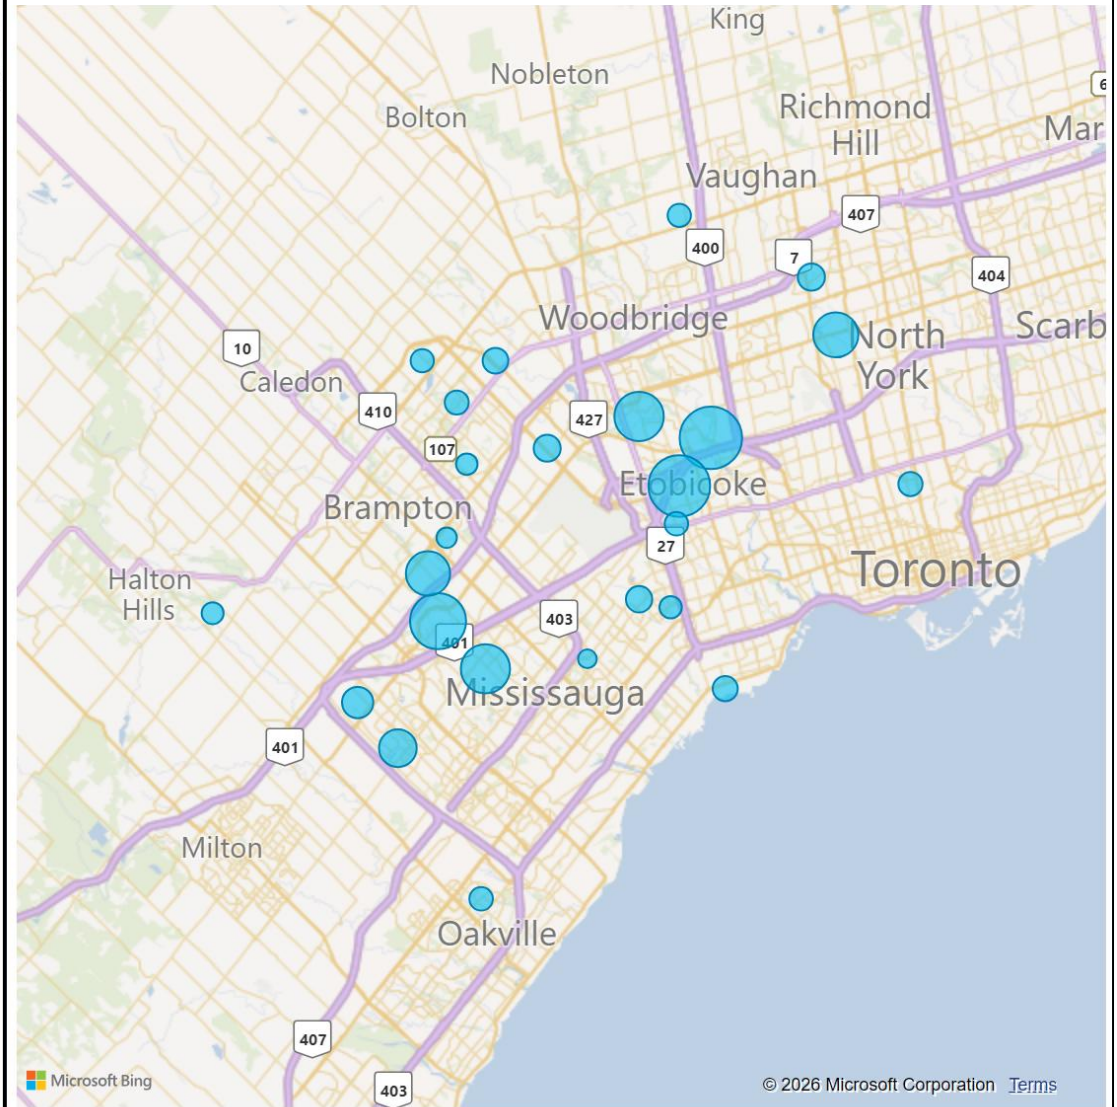 King
Nobleton
Bolton
Richmond
Hill
Mar
6
Vaughan
407
400
7
404
Woodbridge
North
York
Scarb
10
Caledon
410
427
107
Etobicoke
Brampton
27
Toronto
Halton
Hills
403
401
Mississauga
401
Milton
Oakville
407
403
Microsoft Bing
© 2026 Microsoft Corporation Terms